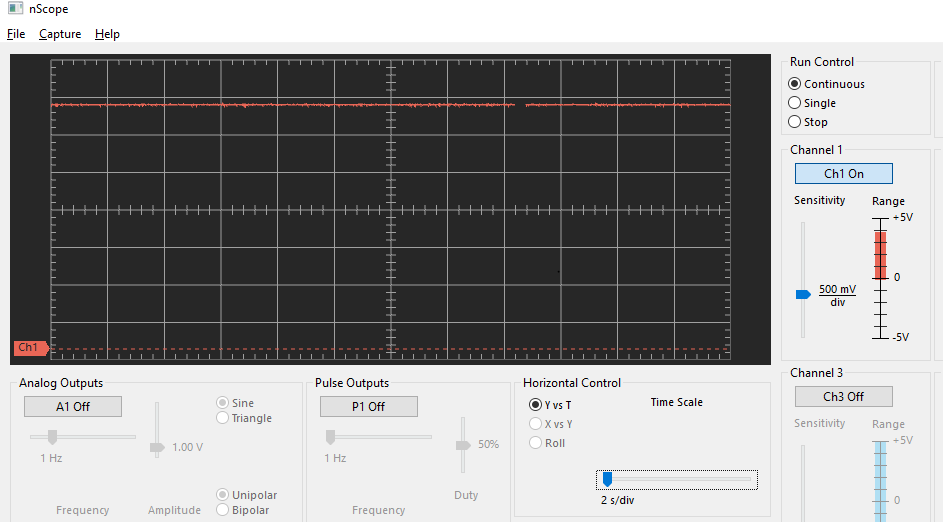 nScope
File Capture Help
Run Control
Continuous
Single
Stop
Channel 1
Ch1 On
Sensitivity Range
+5V
0
500 mV
div
-5V
Ch1
Analog Outputs
A1 Off
Sine
Triangle
1.00 V
1 Hz
Unipolar
Bipolar
Frequency Amplitude
Pulse Outputs
P1 Off
50%
1 Hz
Duty
Frequency
Horizontal Control
Y vs T
X vs Y
Roll
Time Scale
2 s/div
Channel 3
Ch3 Off
Sensitivity Range
+5V
0